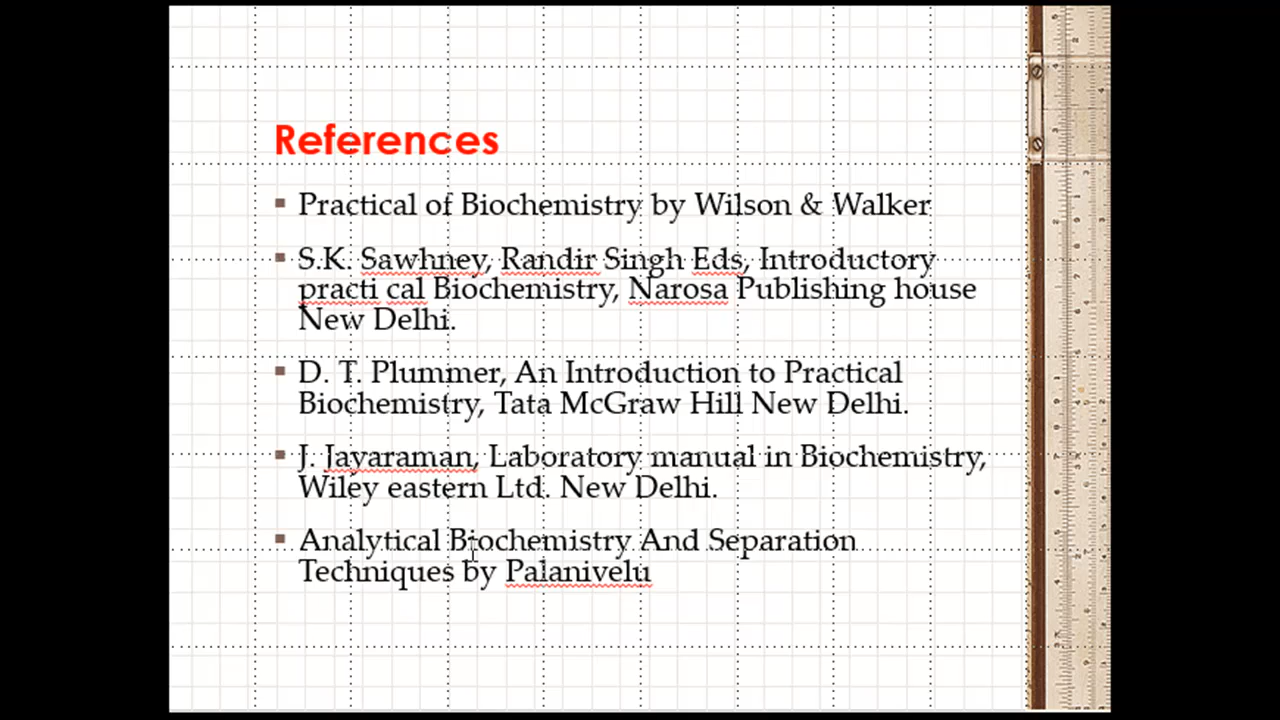 References
Practical of Biochemistry by Wilson & Walker
S.K. Sawhney, Randir Singh Eds, Introductory
practi cal Biochemistry, Narosa Publishing house
New Delhi.
D. T. Plummer, An Introduction to Practical
Biochemistry, Tata McGraw Hill New Delhi.
J. Jayaraman, Laboratory manual in Biochemistry,
Wiley eastern Ltd. New Delhi.
Analytical Biochemistry And Separation
Techniques by Palanivelu